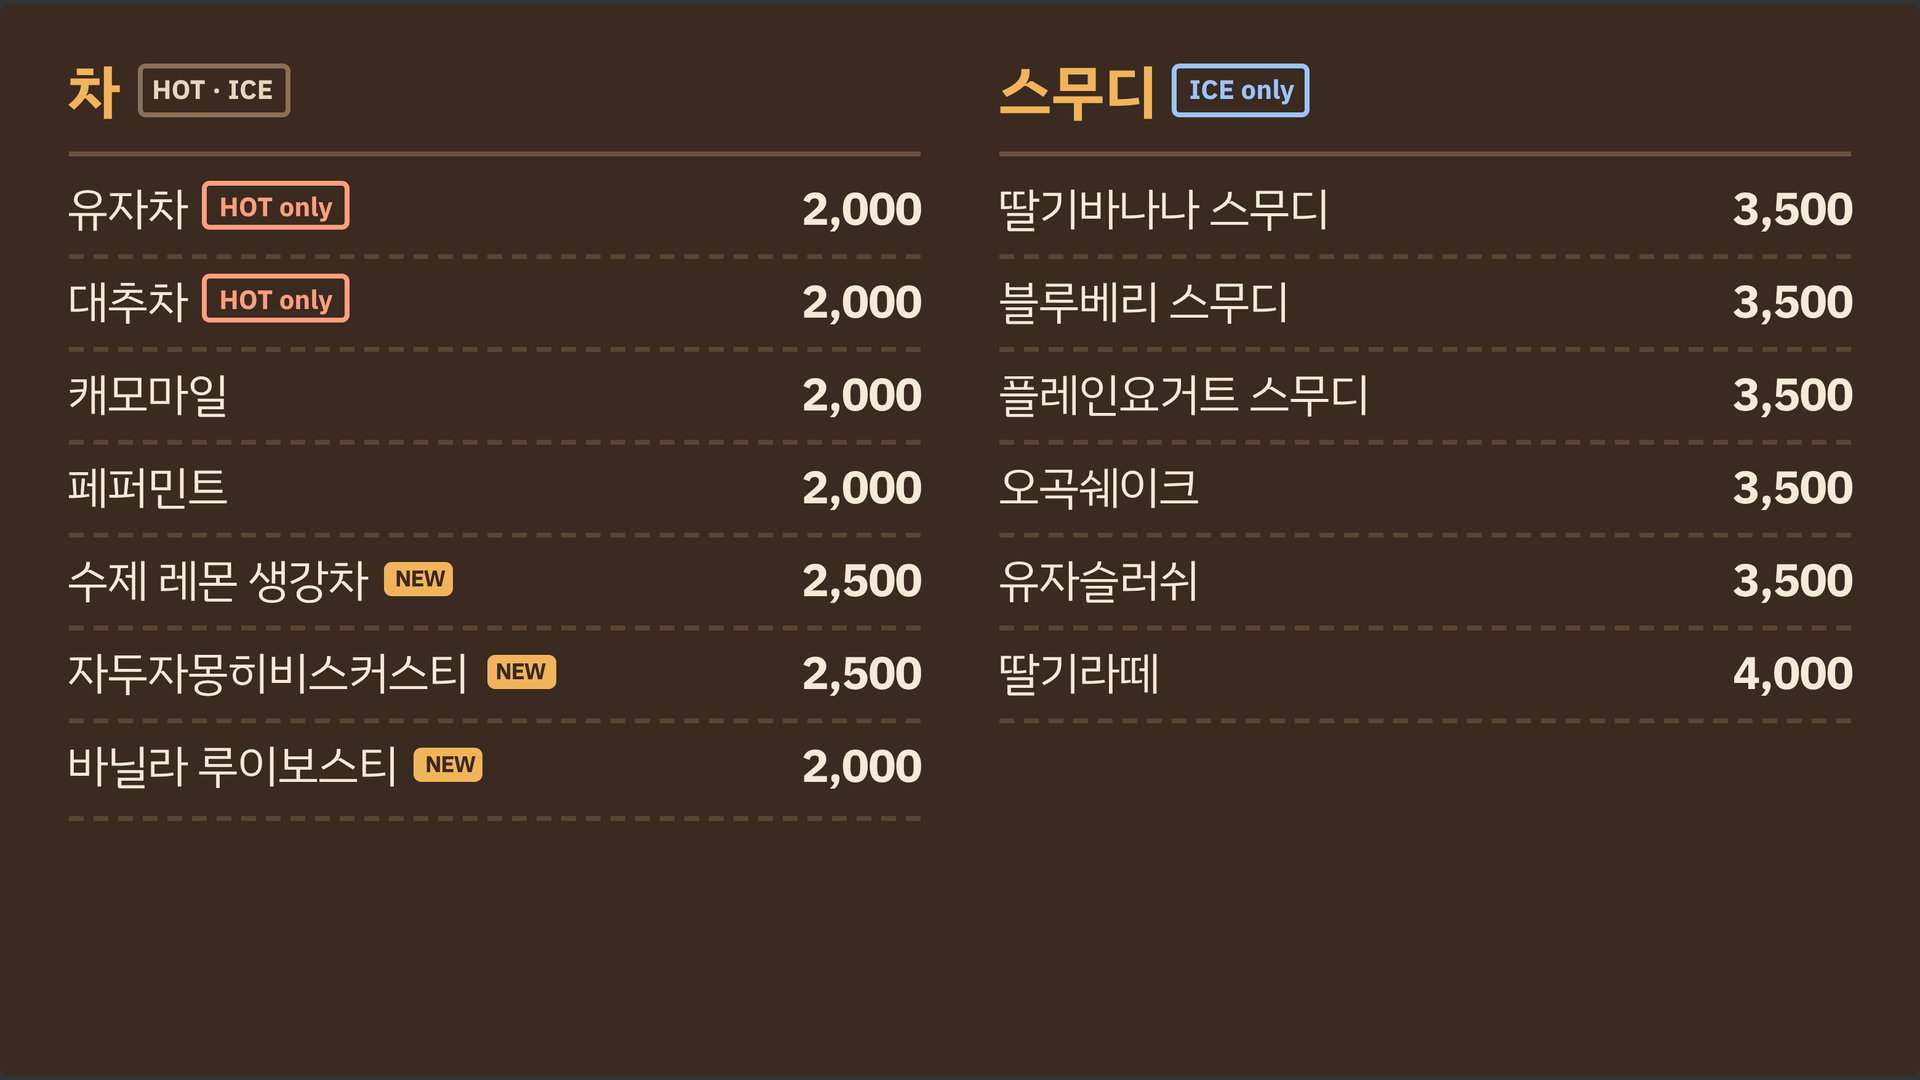 차 HOT · ICE
유자차 HOT only 2,000
대추차 HOT only 2,000
캐모마일 2,000
페퍼민트 2,000
수제 레몬 생강차 NEW 2,500
자두자몽히비스커스티 NEW 2,500
바닐라 루이보스티 NEW 2,000
스무디 ICE only
딸기바나나 스무디 3,500
블루베리 스무디 3,500
플레인요거트 스무디 3,500
오곡쉐이크 3,500
유자슬러쉬 3,500
딸기라떼 4,000